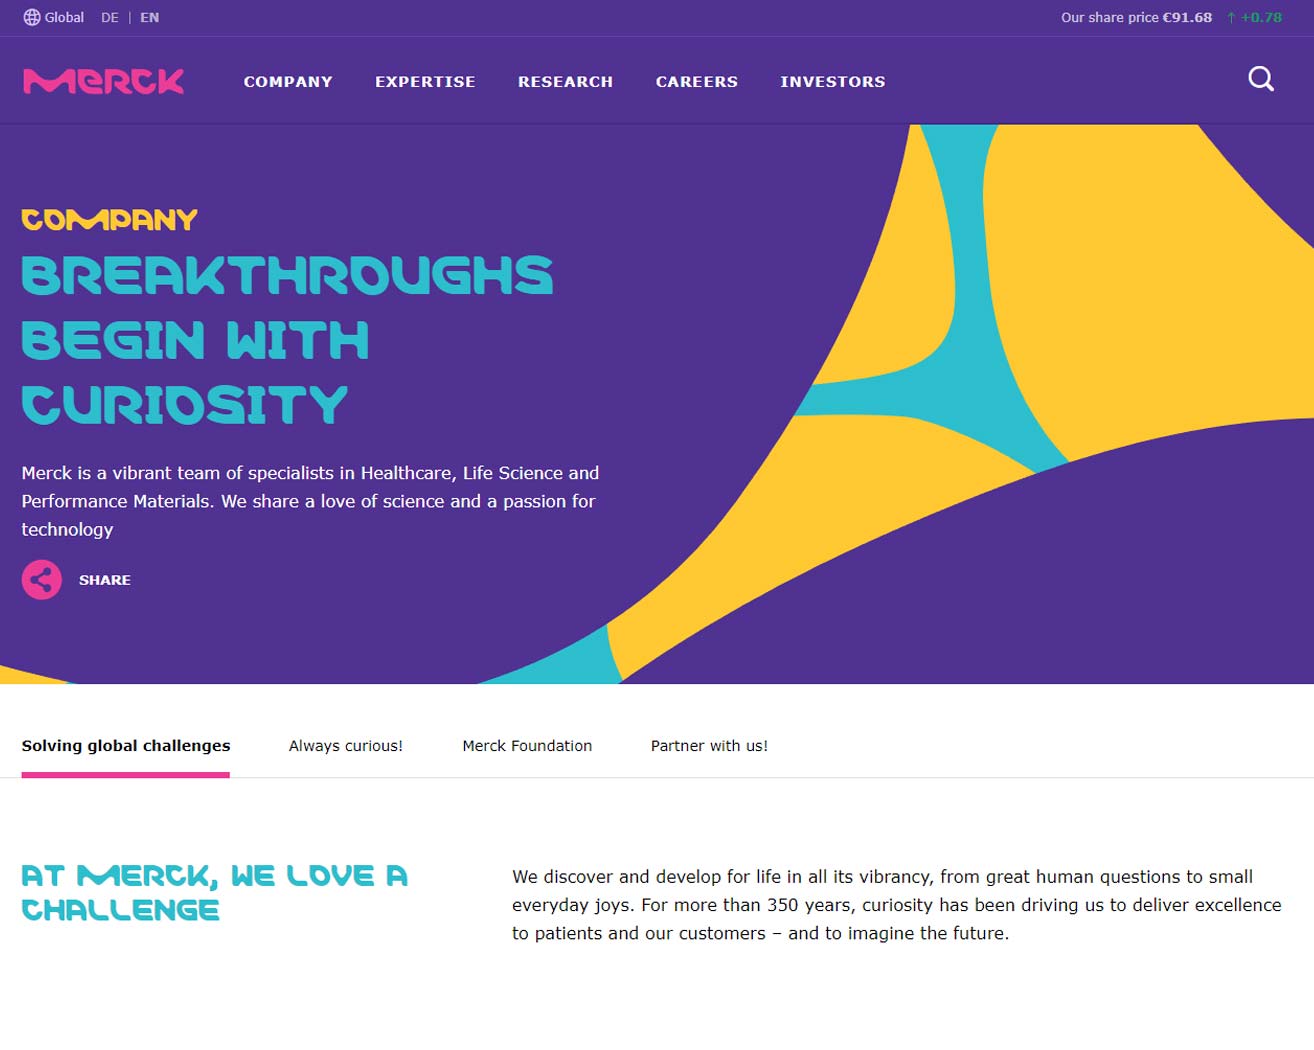 Global DE | EN
Our share price €91.68 ↑ +0.78
MERCK
COMPANY EXPERTISE RESEARCH CAREERS INVESTORS
COMPANY
BREAKTHROUGHS
BEGIN WITH
CURIOSITY
Merck is a vibrant team of specialists in Healthcare, Life Science and
Performance Materials. We share a love of science and a passion for
technology
SHARE
Solving global challenges Always curious! Merck Foundation Partner with us!
AT MERCK, WE LOVE A
CHALLENGE
We discover and develop for life in all its vibrancy, from great human questions to small
everyday joys. For more than 350 years, curiosity has been driving us to deliver excellence
to patients and our customers – and to imagine the future.